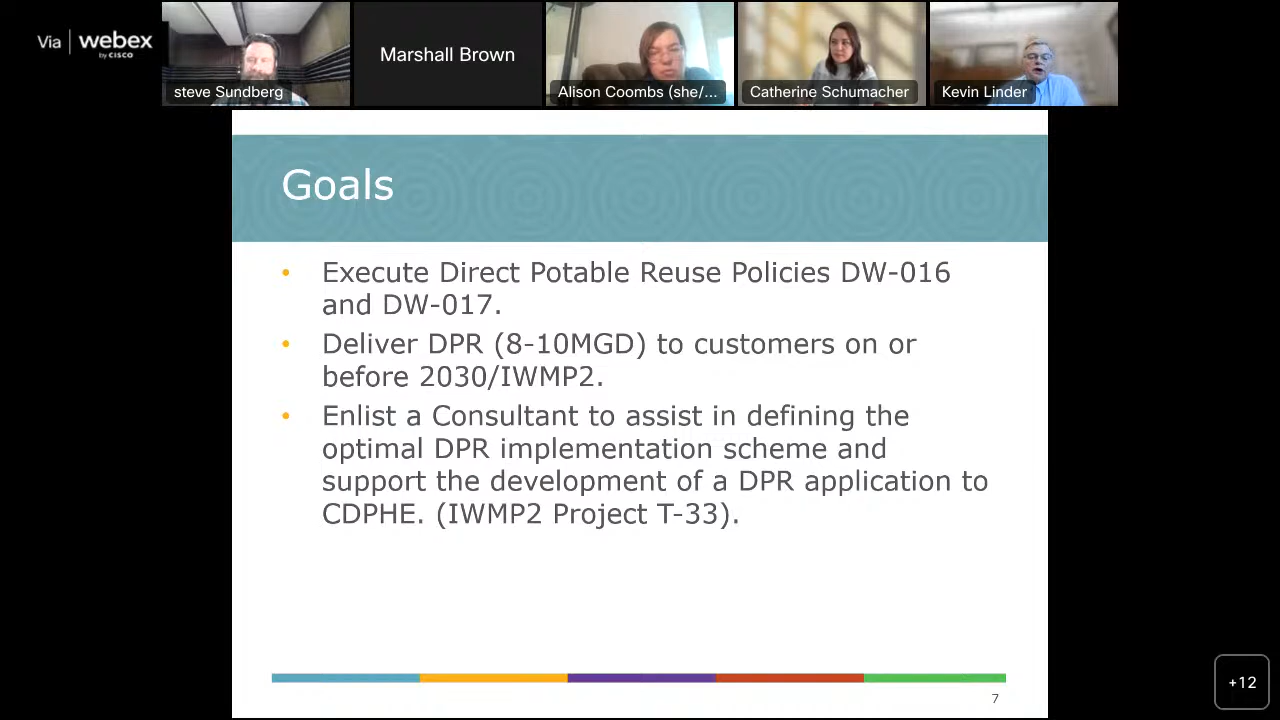 Via | webex
by CISCO
steve Sundberg
Marshall Brown
Alison Coombs (she/...
Catherine Schumacher
Kevin Linder
Goals
• Execute Direct Potable Reuse Policies DW-016
and DW-017.
• Deliver DPR (8-10MGD) to customers on or
before 2030/IWMP2.
• Enlist a Consultant to assist in defining the
optimal DPR implementation scheme and
support the development of a DPR application to
CDPHE. (IWMP2 Project T-33).
7
+12